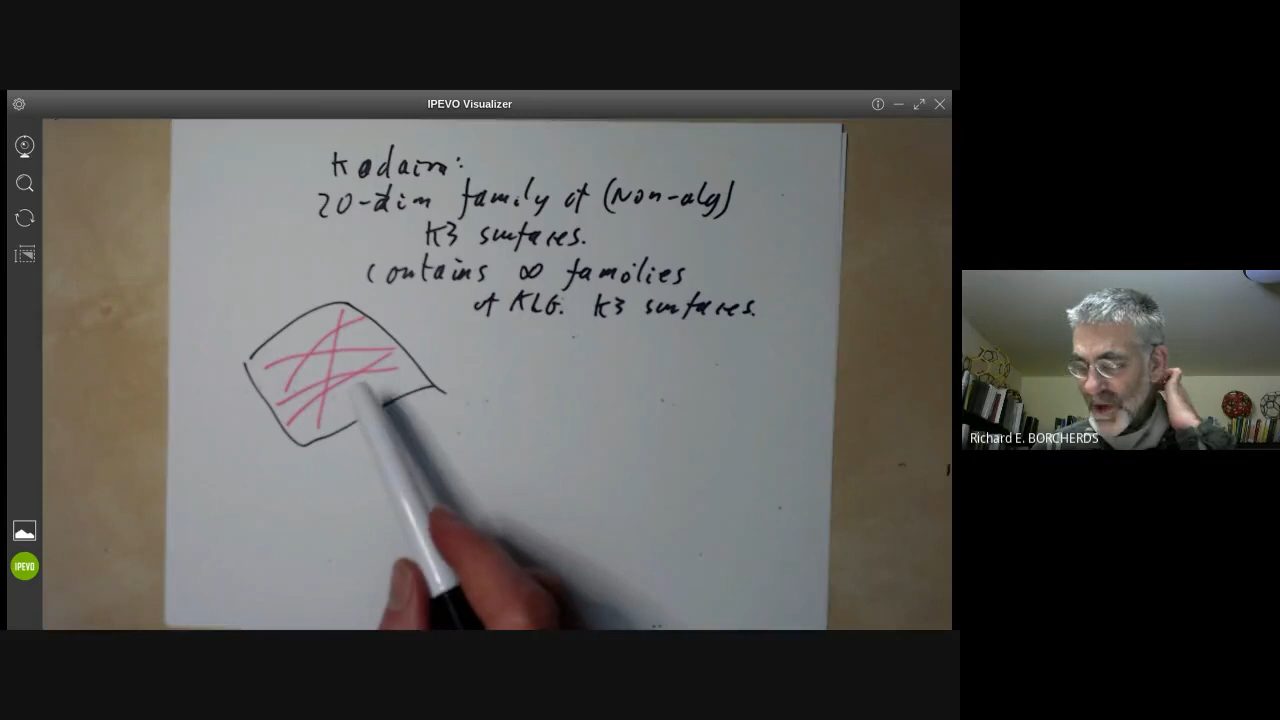 IPEVO Visualizer
Kodaira:
20-dim family of (Non-alg)
K3 surfaces.
contains ∞ families
of ALG. K3 surfaces.
IPEVO
Richard E. BORCHERDS